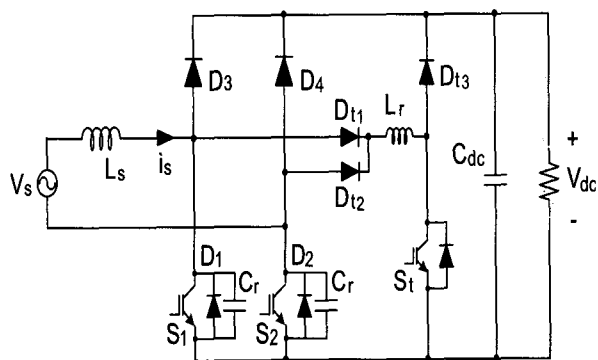 D3
D4
Dt3
Dt1
Lr
Cdc
+
Vdc
-
Ls
is
Vs
Dt2
D1
D2
Cr
Cr
St
S1
S2